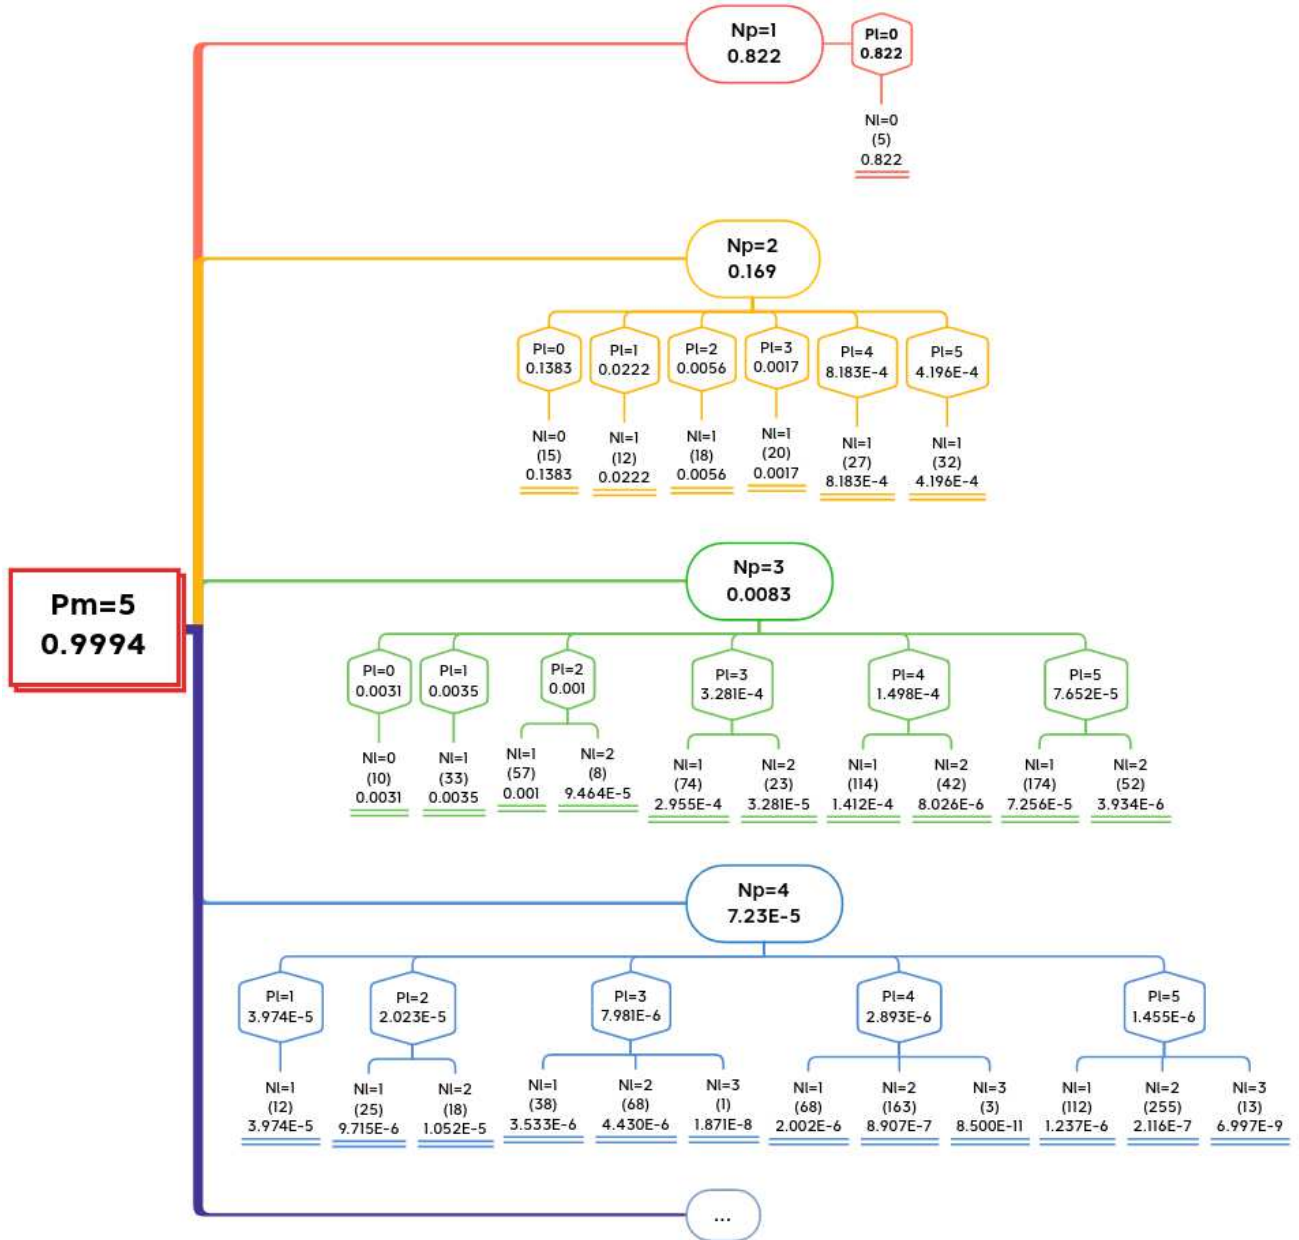 Np=1
0.822
Pl=0
0.822
Nl=0
(5)
0.822
Np=2
0.169
Pl=0
0.1383
Pl=1
0.0222
Pl=2
0.0056
Pl=3
0.0017
Pl=4
8.183E-4
Pl=5
4.196E-4
Nl=0
(15)
0.1383
Nl=1
(12)
0.0222
Nl=1
(18)
0.0056
Nl=1
(20)
0.0017
Nl=1
(27)
8.183E-4
Nl=1
(32)
4.196E-4
Pm=5
0.9994
Np=3
0.0083
Pl=0
0.0031
Pl=1
0.0035
Pl=2
0.001
Pl=3
3.281E-4
Pl=4
1.498E-4
Pl=5
7.652E-5
Nl=0
(10)
0.0031
Nl=1
(33)
0.0035
Nl=1
(57)
0.001
Nl=2
(8)
9.464E-5
Nl=1
(74)
2.955E-4
Nl=2
(23)
3.281E-5
Nl=1
(114)
1.412E-4
Nl=2
(42)
8.026E-6
Nl=1
(174)
7.256E-5
Nl=2
(52)
3.934E-6
Np=4
7.23E-5
Pl=1
3.974E-5
Pl=2
2.023E-5
Pl=3
7.981E-6
Pl=4
2.893E-6
Pl=5
1.455E-6
Nl=1
(12)
3.974E-5
Nl=1
(25)
9.715E-6
Nl=2
(18)
1.052E-5
Nl=1
(38)
3.533E-6
Nl=2
(68)
4.430E-6
Nl=3
(1)
1.871E-8
Nl=1
(68)
2.002E-6
Nl=2
(163)
8.907E-7
Nl=3
(3)
8.500E-11
Nl=1
(112)
1.237E-6
Nl=2
(255)
2.116E-7
Nl=3
(13)
6.997E-9
...